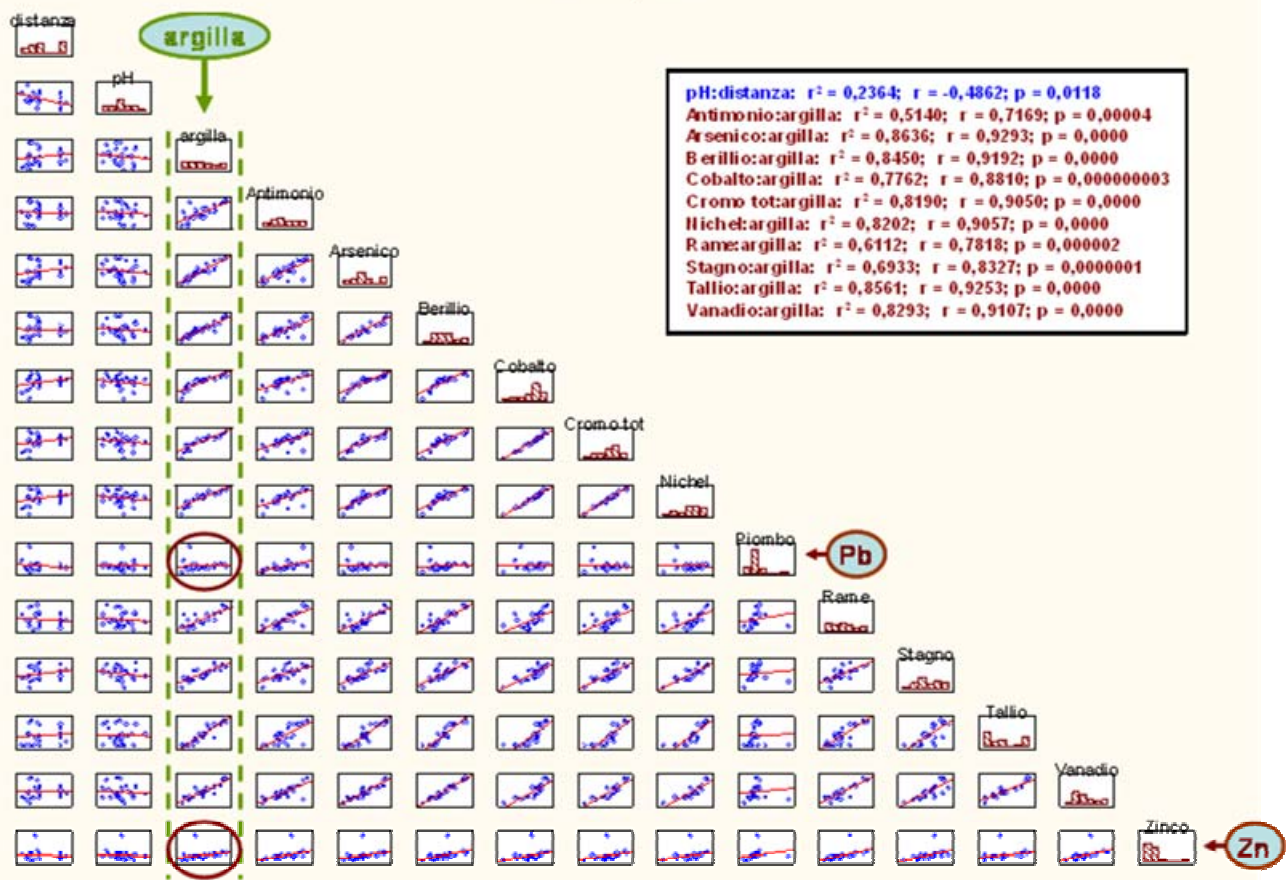 distanza
argilla
pH
argilla
Antimonio
Arsenico
Berillio
Cobalto
Cromo tot
Nichel
Piombo
Pb
Rame
Stagno
Tallio
Vanadio
Zinco
Zn
pH:distanza: r² = 0,2364; r = -0,4862; p = 0,0118
Antimonio:argilla: r² = 0,5140; r = 0,7169; p = 0,00004
Arsenico:argilla: r² = 0,8636; r = 0,9293; p = 0,0000
Berillio:argilla: r² = 0,8450; r = 0,9192; p = 0,0000
Cobalto:argilla: r² = 0,7762; r = 0,8810; p = 0,000000003
Cromo tot:argilla: r² = 0,8190; r = 0,9050; p = 0,0000
Nichel:argilla: r² = 0,8202; r = 0,9057; p = 0,0000
Rame:argilla: r² = 0,6112; r = 0,7818; p = 0,000002
Stagno:argilla: r² = 0,6933; r = 0,8327; p = 0,0000001
Tallio:argilla: r² = 0,8561; r = 0,9253; p = 0,0000
Vanadio:argilla: r² = 0,8293; r = 0,9107; p = 0,0000